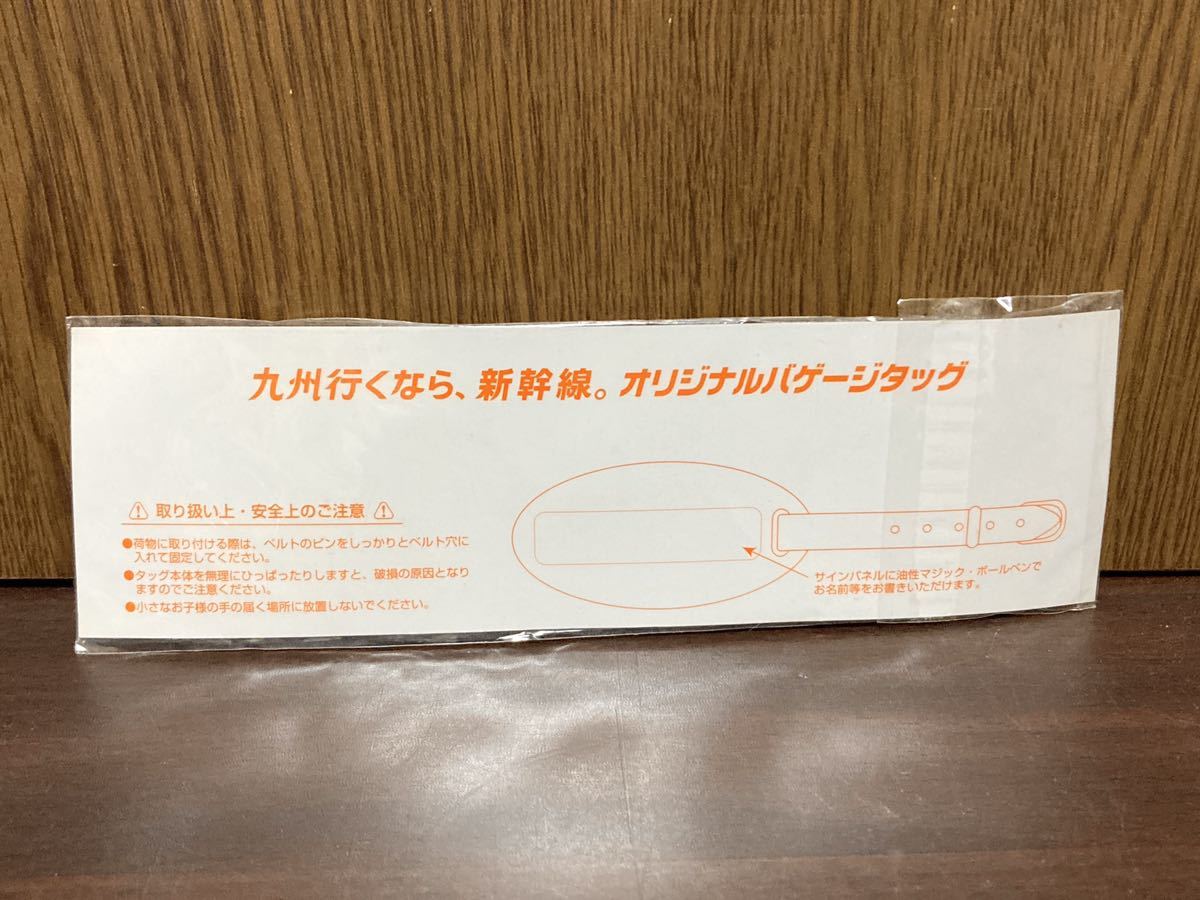 九州行くなら、新幹線。オリジナルバゲージタッグ
取り扱い上・安全上のご注意
●荷物に取り付ける際は、ベルトのピンをしっかりとベルト穴に
入れて固定してください。
●タッグ本体を無理にひっぱったりしますと、破損の原因となり
ますのでご注意ください。
●小さなお子様の手の届く場所に放置しないでください。
サインパネルに油性マジック・ボールペンで
お名前等をお書きいただけます。